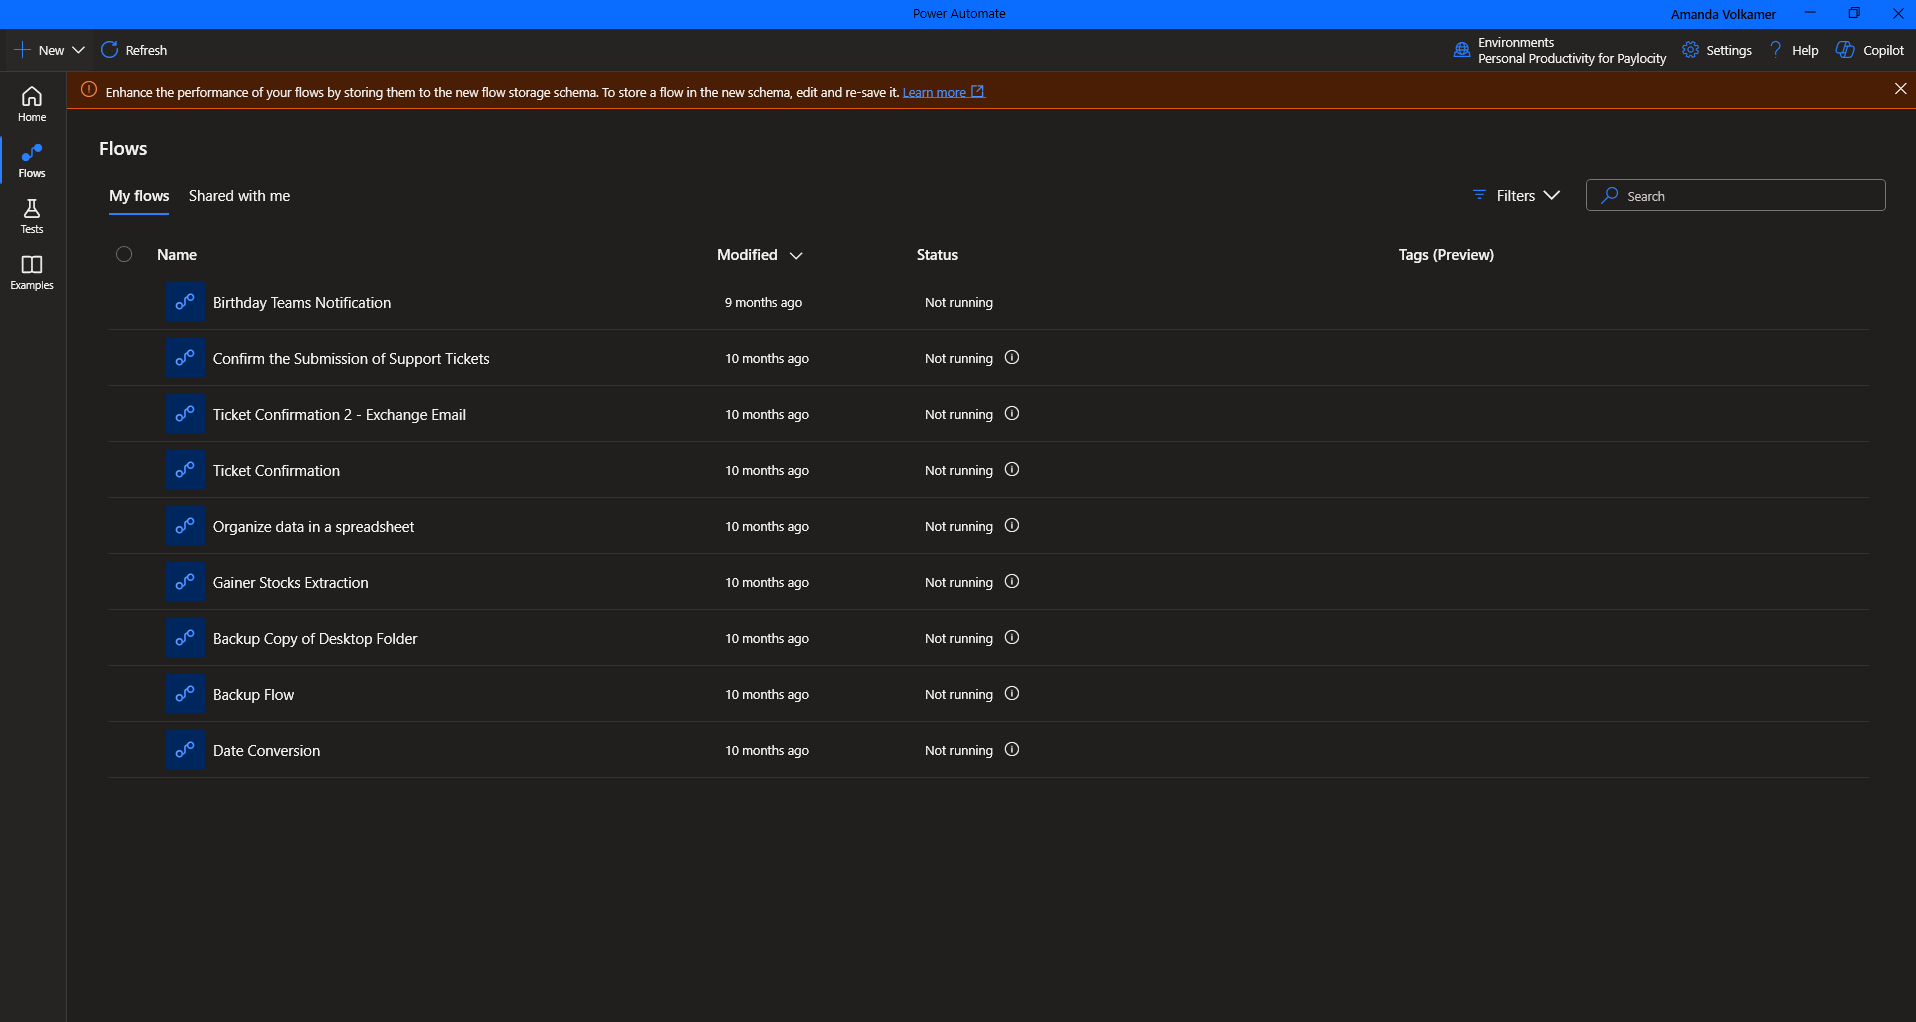 Power Automate
Amanda Volkamer
New
Refresh
Environments
Personal Productivity for Paylocity
Settings
Help
Copilot
Enhance the performance of your flows by storing them to the new flow storage schema. To store a flow in the new schema, edit and re-save it. Learn more
Home
Flows
Tests
Examples
Flows
My flows Shared with me
Filters
Search
Name Modified Status Tags (Preview)
Birthday Teams Notification 9 months ago Not running
Confirm the Submission of Support Tickets 10 months ago Not running
Ticket Confirmation 2 - Exchange Email 10 months ago Not running
Ticket Confirmation 10 months ago Not running
Organize data in a spreadsheet 10 months ago Not running
Gainer Stocks Extraction 10 months ago Not running
Backup Copy of Desktop Folder 10 months ago Not running
Backup Flow 10 months ago Not running
Date Conversion 10 months ago Not running